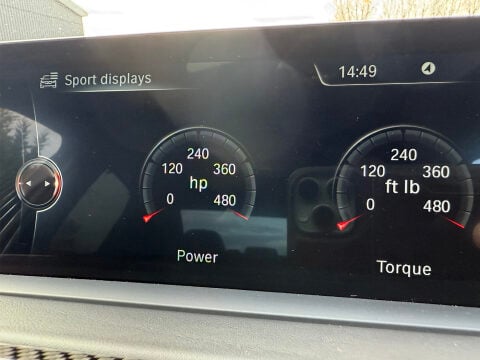 Sport displays
14:49
240
120 360
hp
0 480
Power
240
120 360
ft lb
0 480
Torque